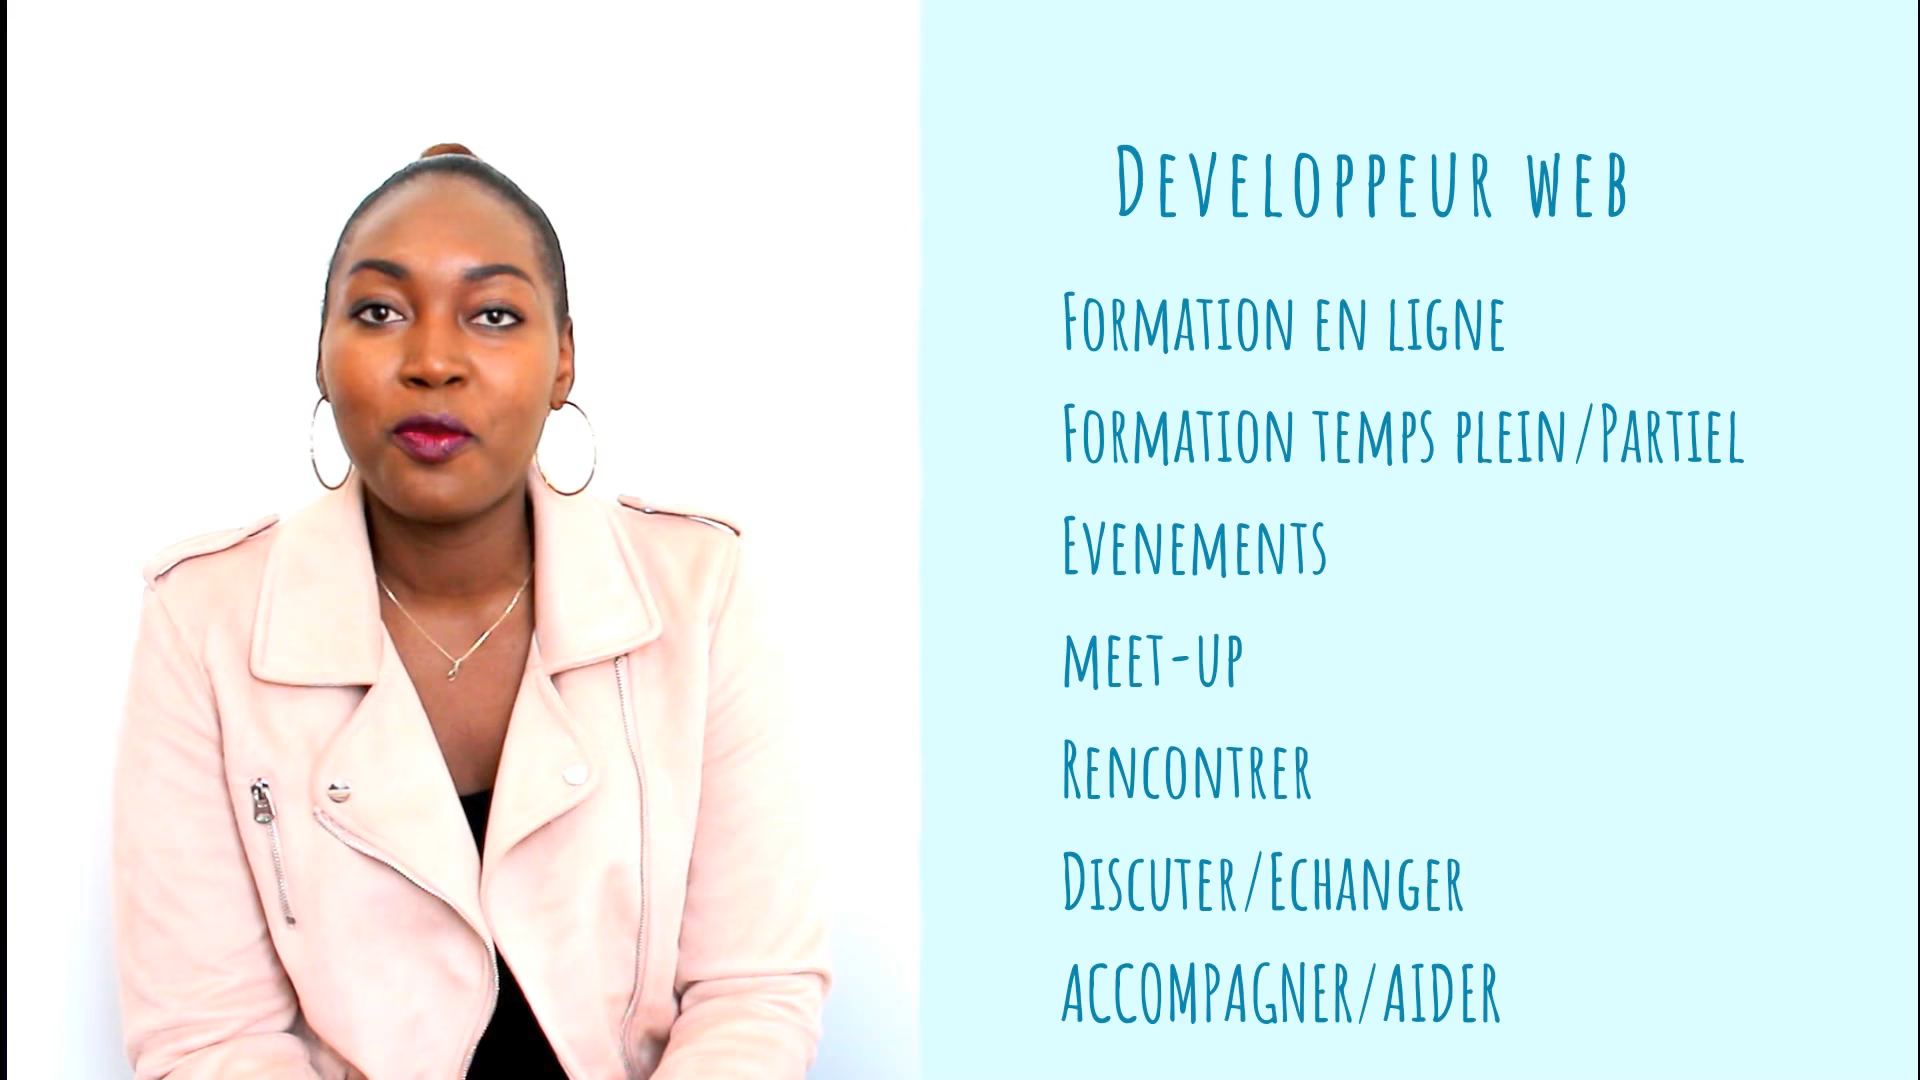 Developpeur web
Formation en ligne
Formation temps plein/Partiel
Evenements
meet-up
Rencontrer
Discuter/Echanger
ACCOMPAGNER/AIDER